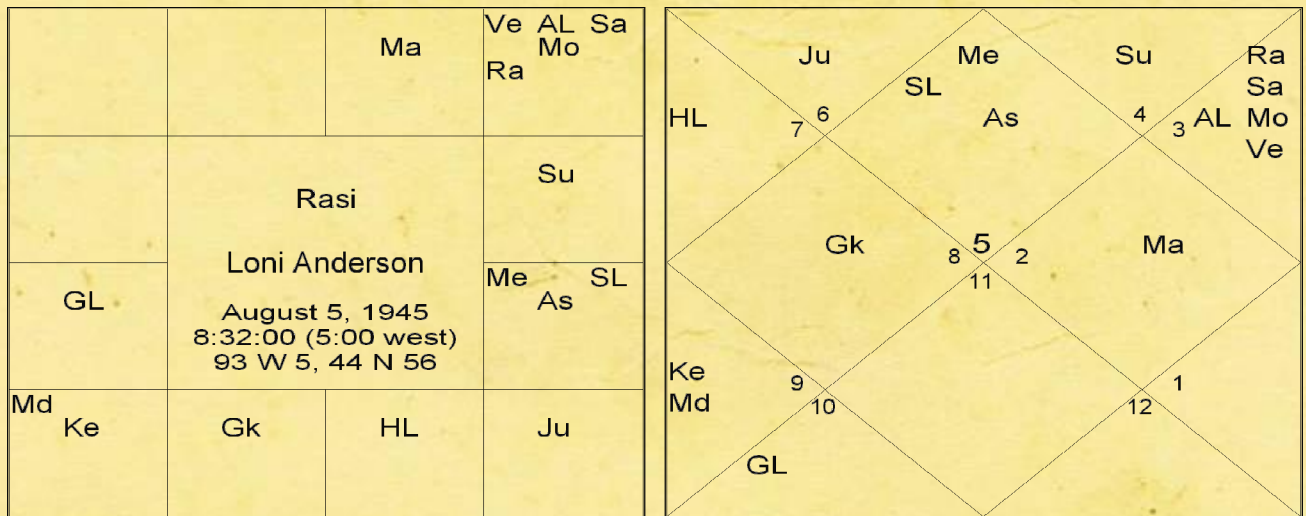 Ma
Ve AL Sa
Mo
Ra
Su
Rasi
Loni Anderson
August 5, 1945
8:32:00 (5:00 west)
93 W 5, 44 N 56
GL
Me SL
As
Md
Ke
Gk
HL
Ju
Ju
Me
Su
Ra
SL
Sa
HL
6
7
As
4
3
AL Mo
Ve
Gk
8
5
2
Ma
11
Ke
Md
9
10
1
12
GL